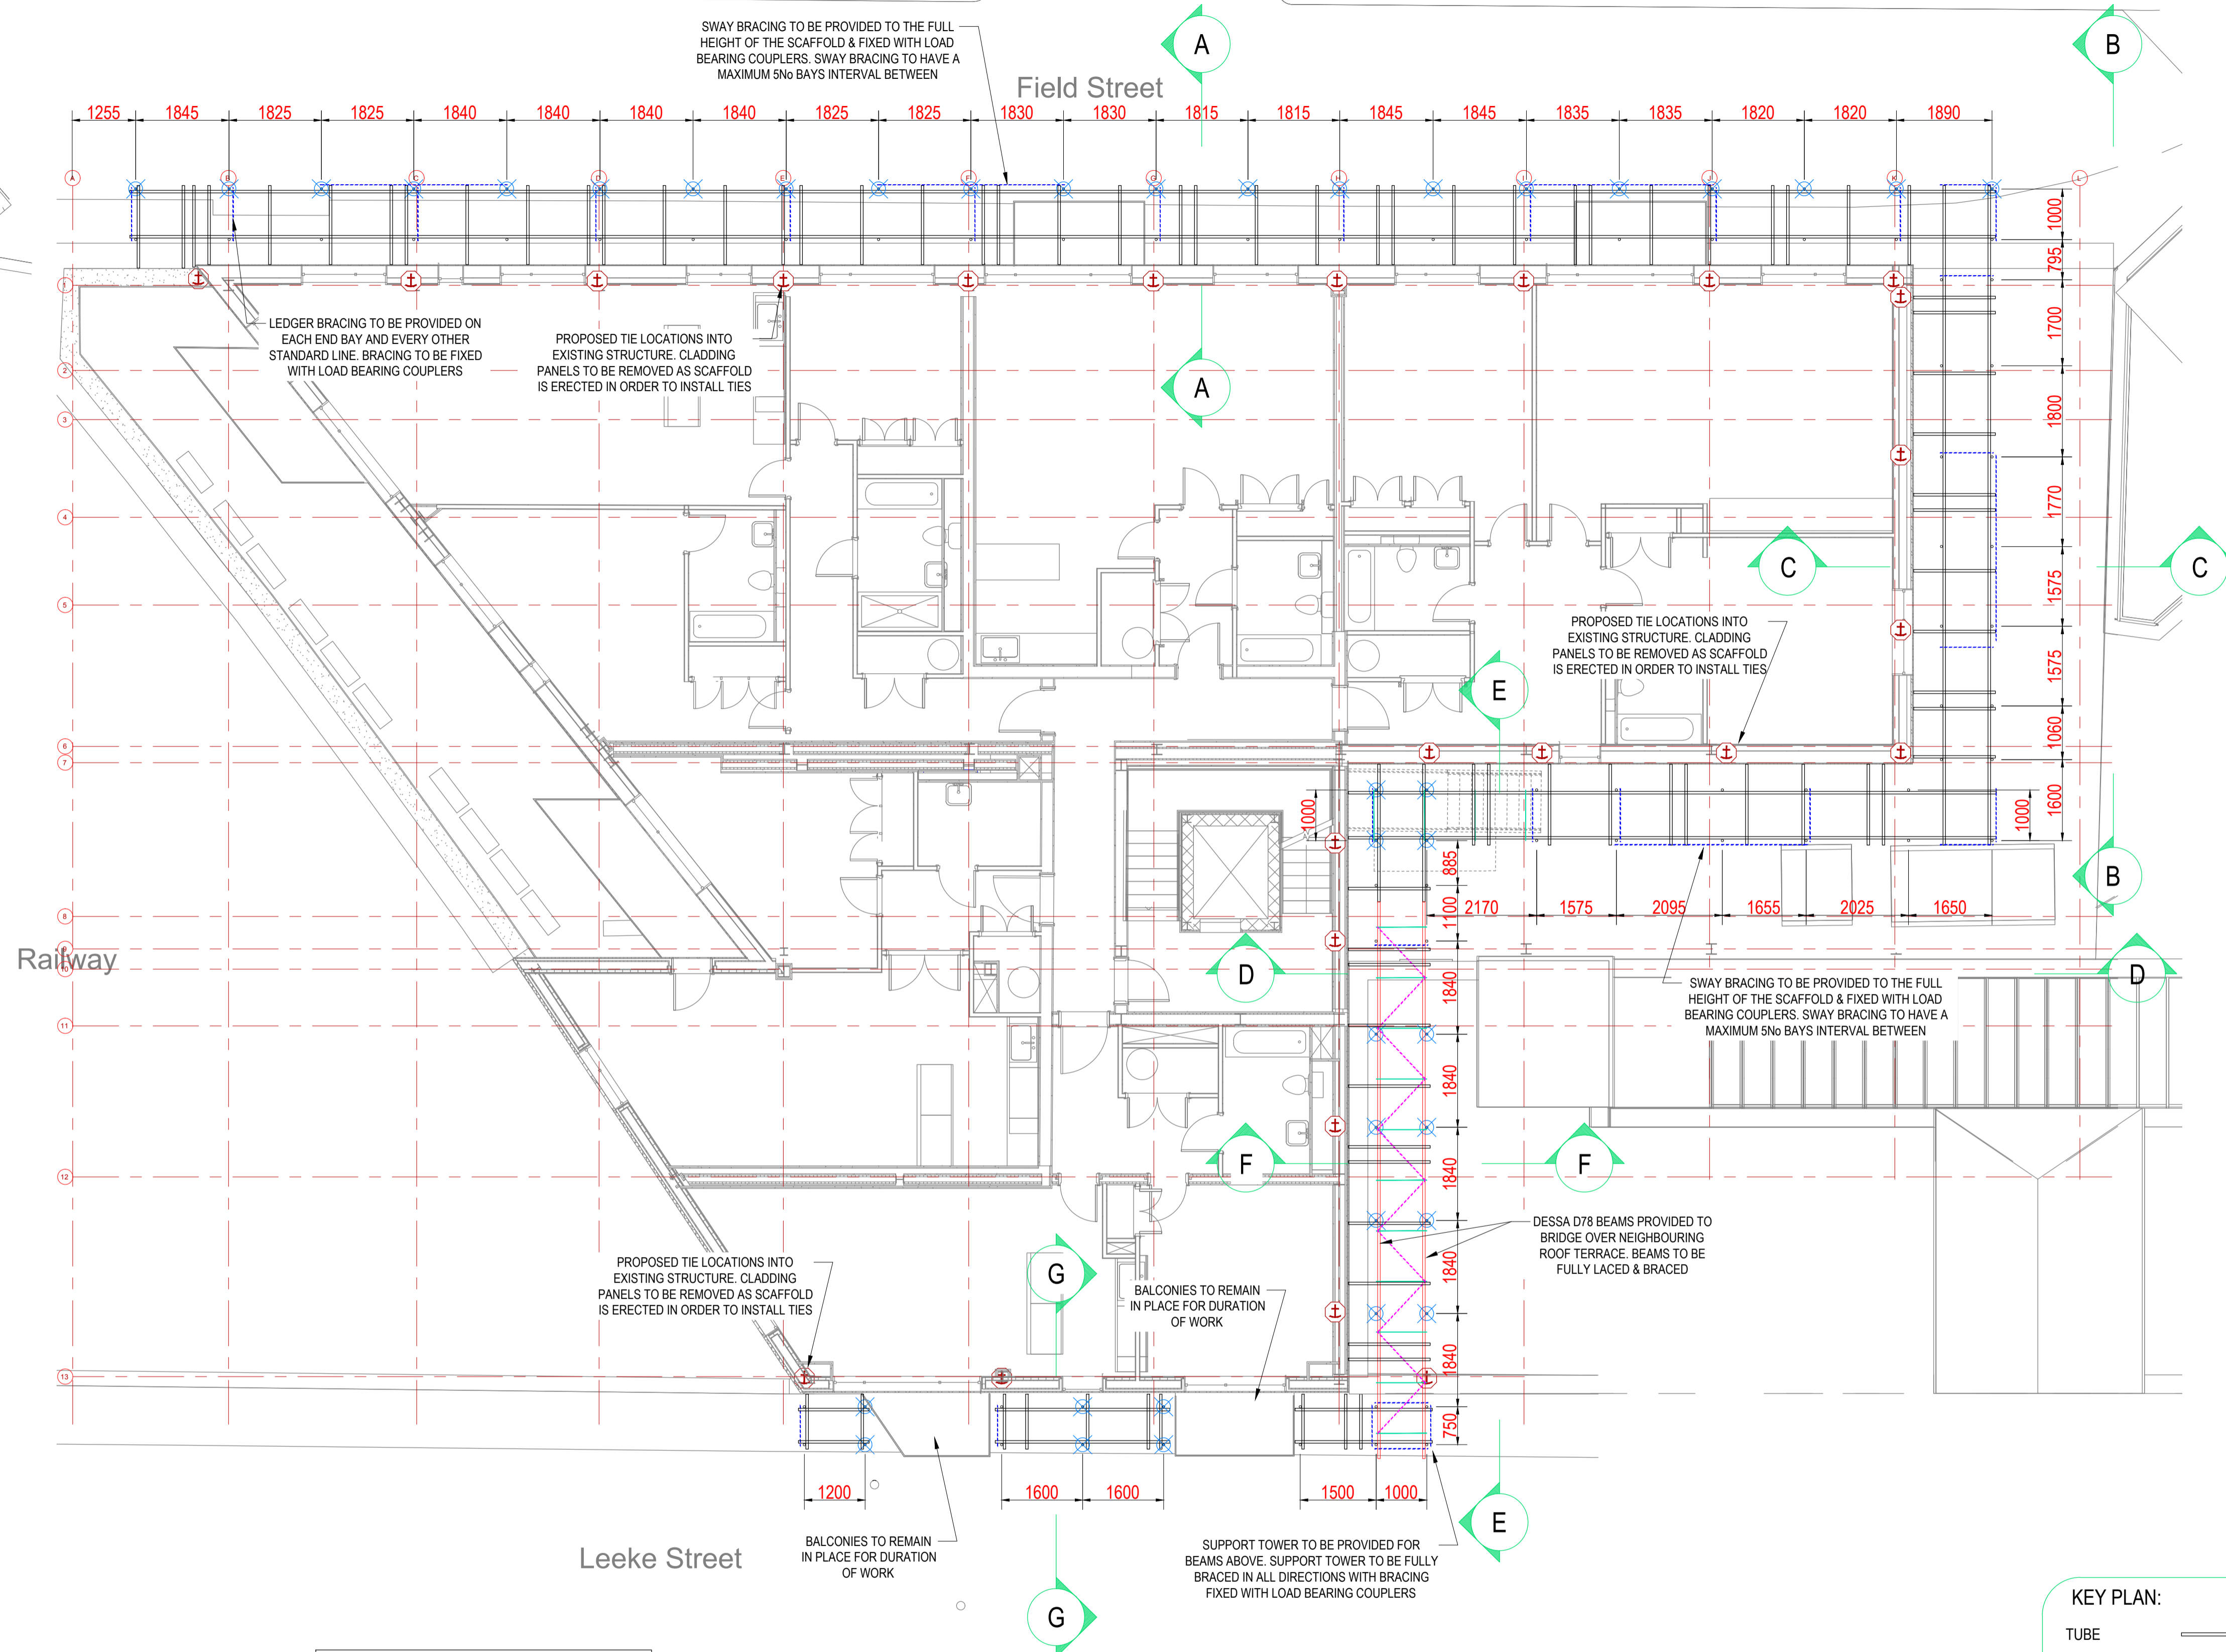 SWAY BRACING TO BE PROVIDED TO THE FULL
HEIGHT OF THE SCAFFOLD & FIXED WITH LOAD
BEARING COUPLERS. SWAY BRACING TO HAVE A
MAXIMUM 5No BAYS INTERVAL BETWEEN
Field Street
A
B
1255 1845 1825 1825 1840 1840 1840 1840 1825 1825 1830 1830 1815 1815 1845 1845 1835 1835 1820 1820 1890
A B C D E F G H I J K L
1000
795
1700
1800
1770
1575
1575
1060
1600
1000
1
2
3
4
5
6
7
8
9
10
11
12
13
LEDGER BRACING TO BE PROVIDED ON
EACH END BAY AND EVERY OTHER
STANDARD LINE. BRACING TO BE FIXED
WITH LOAD BEARING COUPLERS
PROPOSED TIE LOCATIONS INTO
EXISTING STRUCTURE. CLADDING
PANELS TO BE REMOVED AS SCAFFOLD
IS ERECTED IN ORDER TO INSTALL TIES
A
C
C
PROPOSED TIE LOCATIONS INTO
EXISTING STRUCTURE. CLADDING
PANELS TO BE REMOVED AS SCAFFOLD
IS ERECTED IN ORDER TO INSTALL TIES
E
1000
885
1100
1840
1840
1840
1840
1840
750
2170 1575 2095 1655 2025 1650
B
Railway
D
D
SWAY BRACING TO BE PROVIDED TO THE FULL
HEIGHT OF THE SCAFFOLD & FIXED WITH LOAD
BEARING COUPLERS. SWAY BRACING TO HAVE A
MAXIMUM 5No BAYS INTERVAL BETWEEN
F
F
DESSA D78 BEAMS PROVIDED TO
BRIDGE OVER NEIGHBOURING
ROOF TERRACE. BEAMS TO BE
FULLY LACED & BRACED
PROPOSED TIE LOCATIONS INTO
EXISTING STRUCTURE. CLADDING
PANELS TO BE REMOVED AS SCAFFOLD
IS ERECTED IN ORDER TO INSTALL TIES
G
BALCONIES TO REMAIN
IN PLACE FOR DURATION
OF WORK
1200 1600 1600 1500 1000
E
Leeke Street
BALCONIES TO REMAIN
IN PLACE FOR DURATION
OF WORK
SUPPORT TOWER TO BE PROVIDED FOR
BEAMS ABOVE. SUPPORT TOWER TO BE FULLY
BRACED IN ALL DIRECTIONS WITH BRACING
FIXED WITH LOAD BEARING COUPLERS
G
KEY PLAN:
TUBE